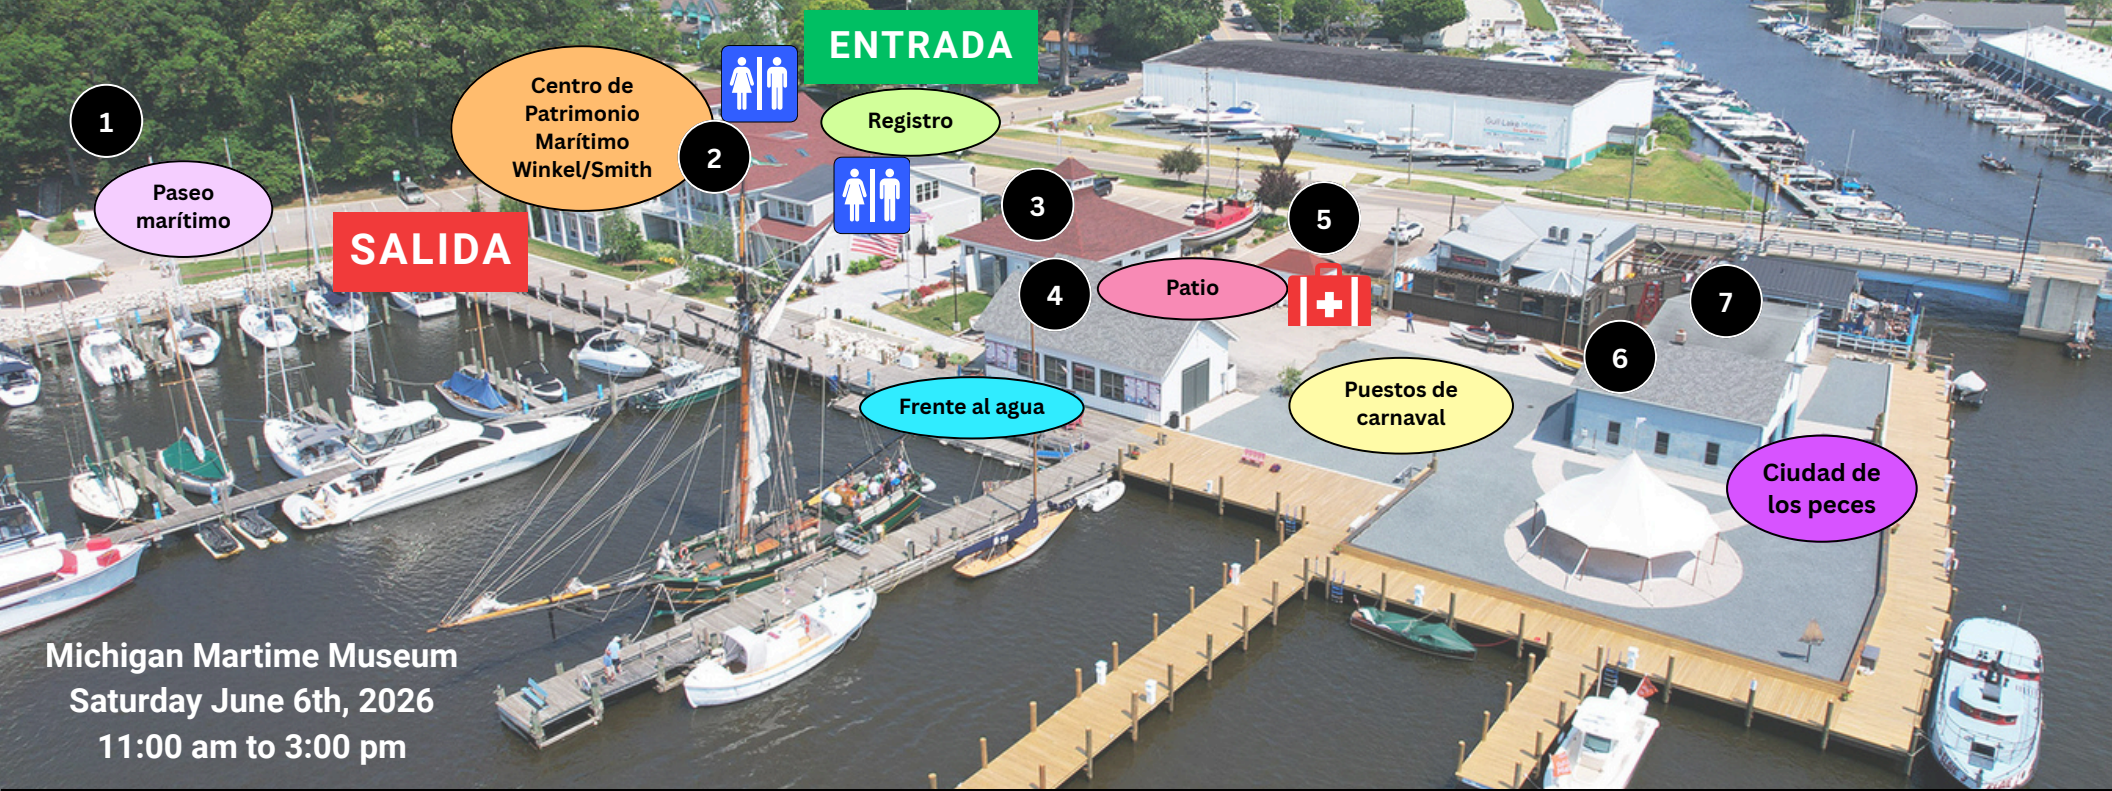 ENTRADA
Centro de
Patrimonio
Marítimo
Winkel/Smith
Registro
1
2
Paseo
marítimo
3
5
SALIDA
4
Patio
7
6
Frente al agua
Puestos de
carnaval
Ciudad de
los peces
Michigan Martime Museum
Saturday June 6th, 2026
11:00 am to 3:00 pm